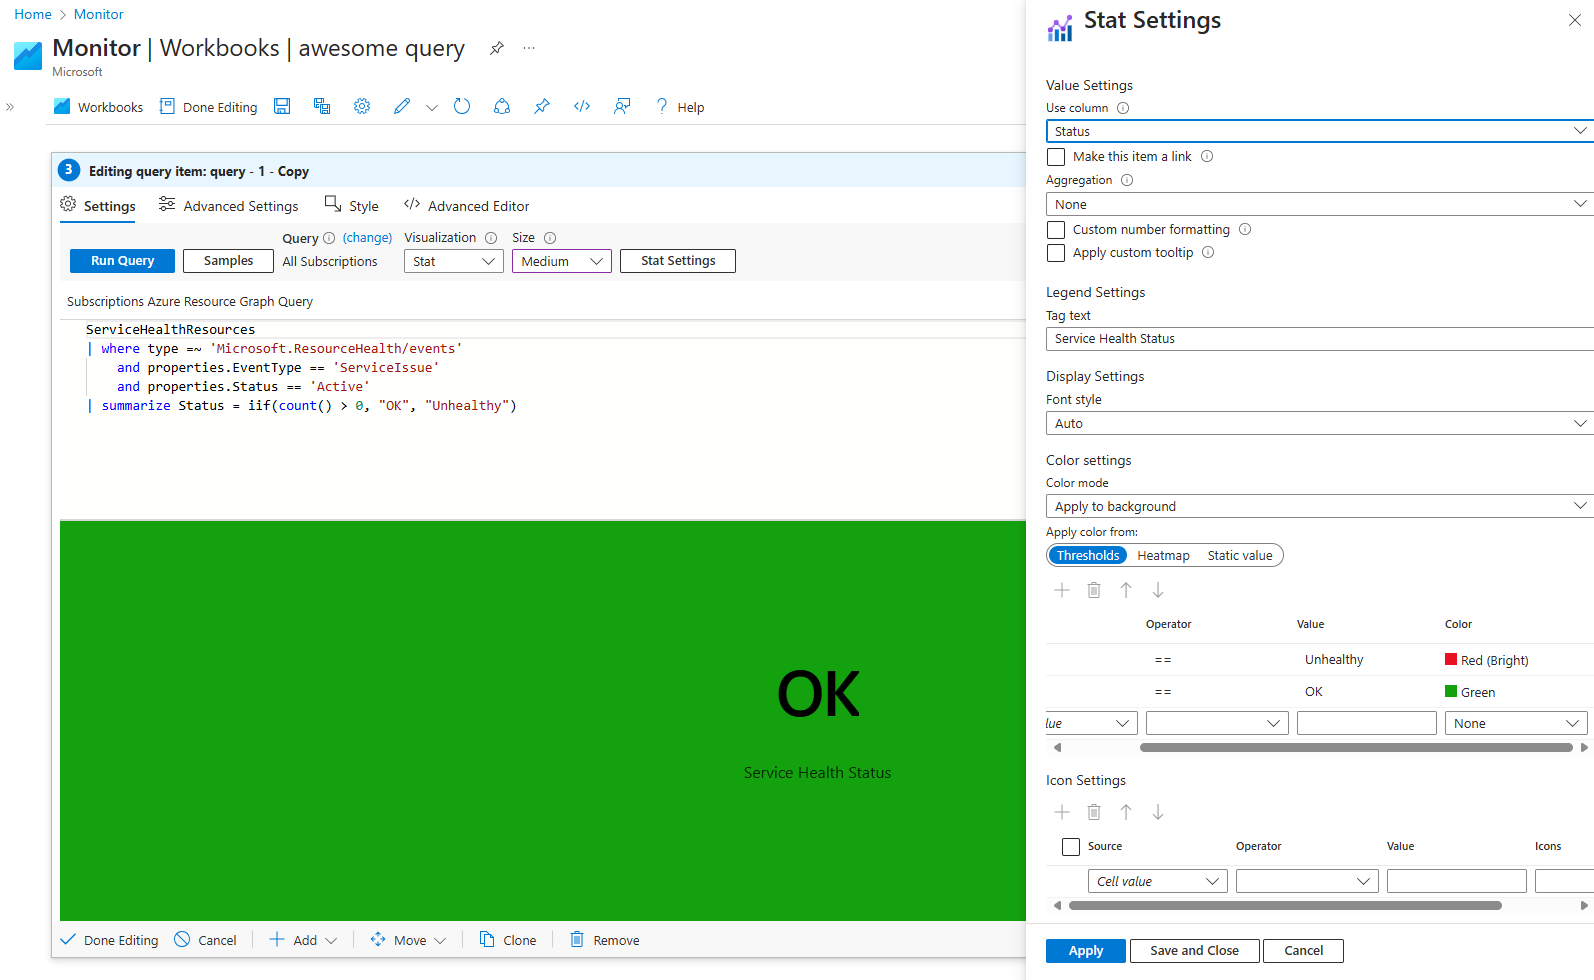 Home > Monitor
Monitor | Workbooks | awesome query
Microsoft
Workbooks Done Editing Help
3 Editing query item: query - 1 - Copy
Settings Advanced Settings Style Advanced Editor
Query (change) Visualization Size
Run Query Samples All Subscriptions Stat Medium Stat Settings
Subscriptions Azure Resource Graph Query
ServiceHealthResources
| where type =~ 'Microsoft.ResourceHealth/events'
and properties.EventType == 'ServiceIssue'
and properties.Status == 'Active'
| summarize Status = iif(count() > 0, "OK", "Unhealthy")
OK
Service Health Status
Done Editing Cancel Add Move Clone Remove
Stat Settings
Value Settings
Use column
Status
Make this item a link
Aggregation
None
Custom number formatting
Apply custom tooltip
Legend Settings
Tag text
Service Health Status
Display Settings
Font style
Auto
Color settings
Color mode
Apply to background
Apply color from:
Thresholds Heatmap Static value
Operator Value Color
== Unhealthy Red (Bright)
== OK Green
lue None
Icon Settings
Source Operator Value Icons
Cell value
Apply Save and Close Cancel